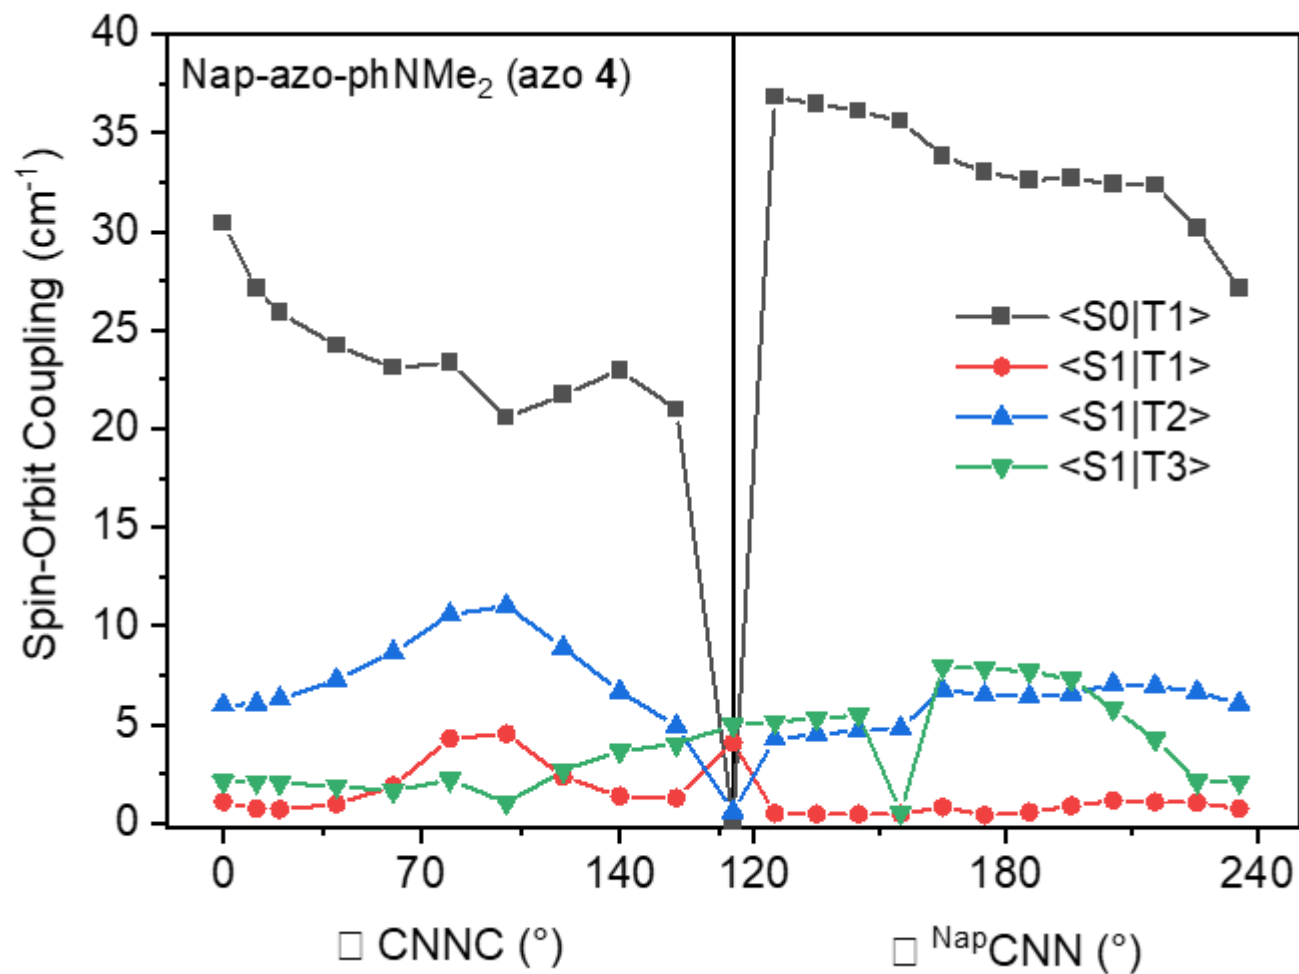 40
35
30
25
20
15
10
5
0
Spin-Orbit Coupling (cm⁻¹)
Nap-azo-phNMe₂ (azo 4)
<S0|T1>
<S1|T1>
<S1|T2>
<S1|T3>
0 70 140 120 180 240
□ CNNC (°) □ ᴺᵃᵖCNN (°)